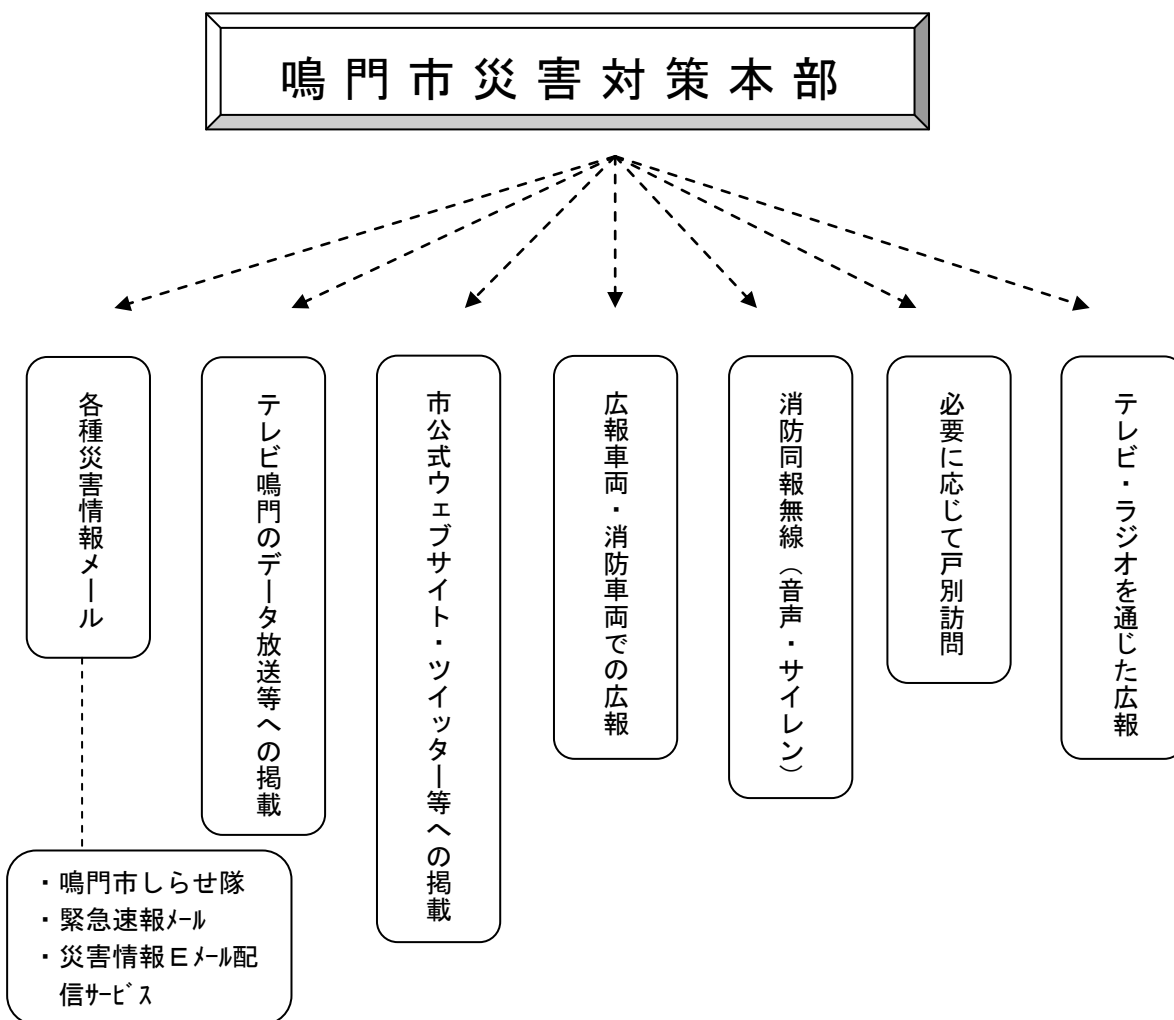 鳴門市災害対策本部
各種災害情報メール
テレビ鳴門のデータ放送等への掲載
市公式ウェブサイト・ツイッター等への掲載
広報車両・消防車両での広報
消防同報無線（音声・サイレン）
必要に応じて戸別訪問
テレビ・ラジオを通じた広報
・鳴門市しらせ隊
・緊急速報ﾒｰﾙ
・災害情報Ｅﾒｰﾙ配
信ｻｰﾋﾞｽ